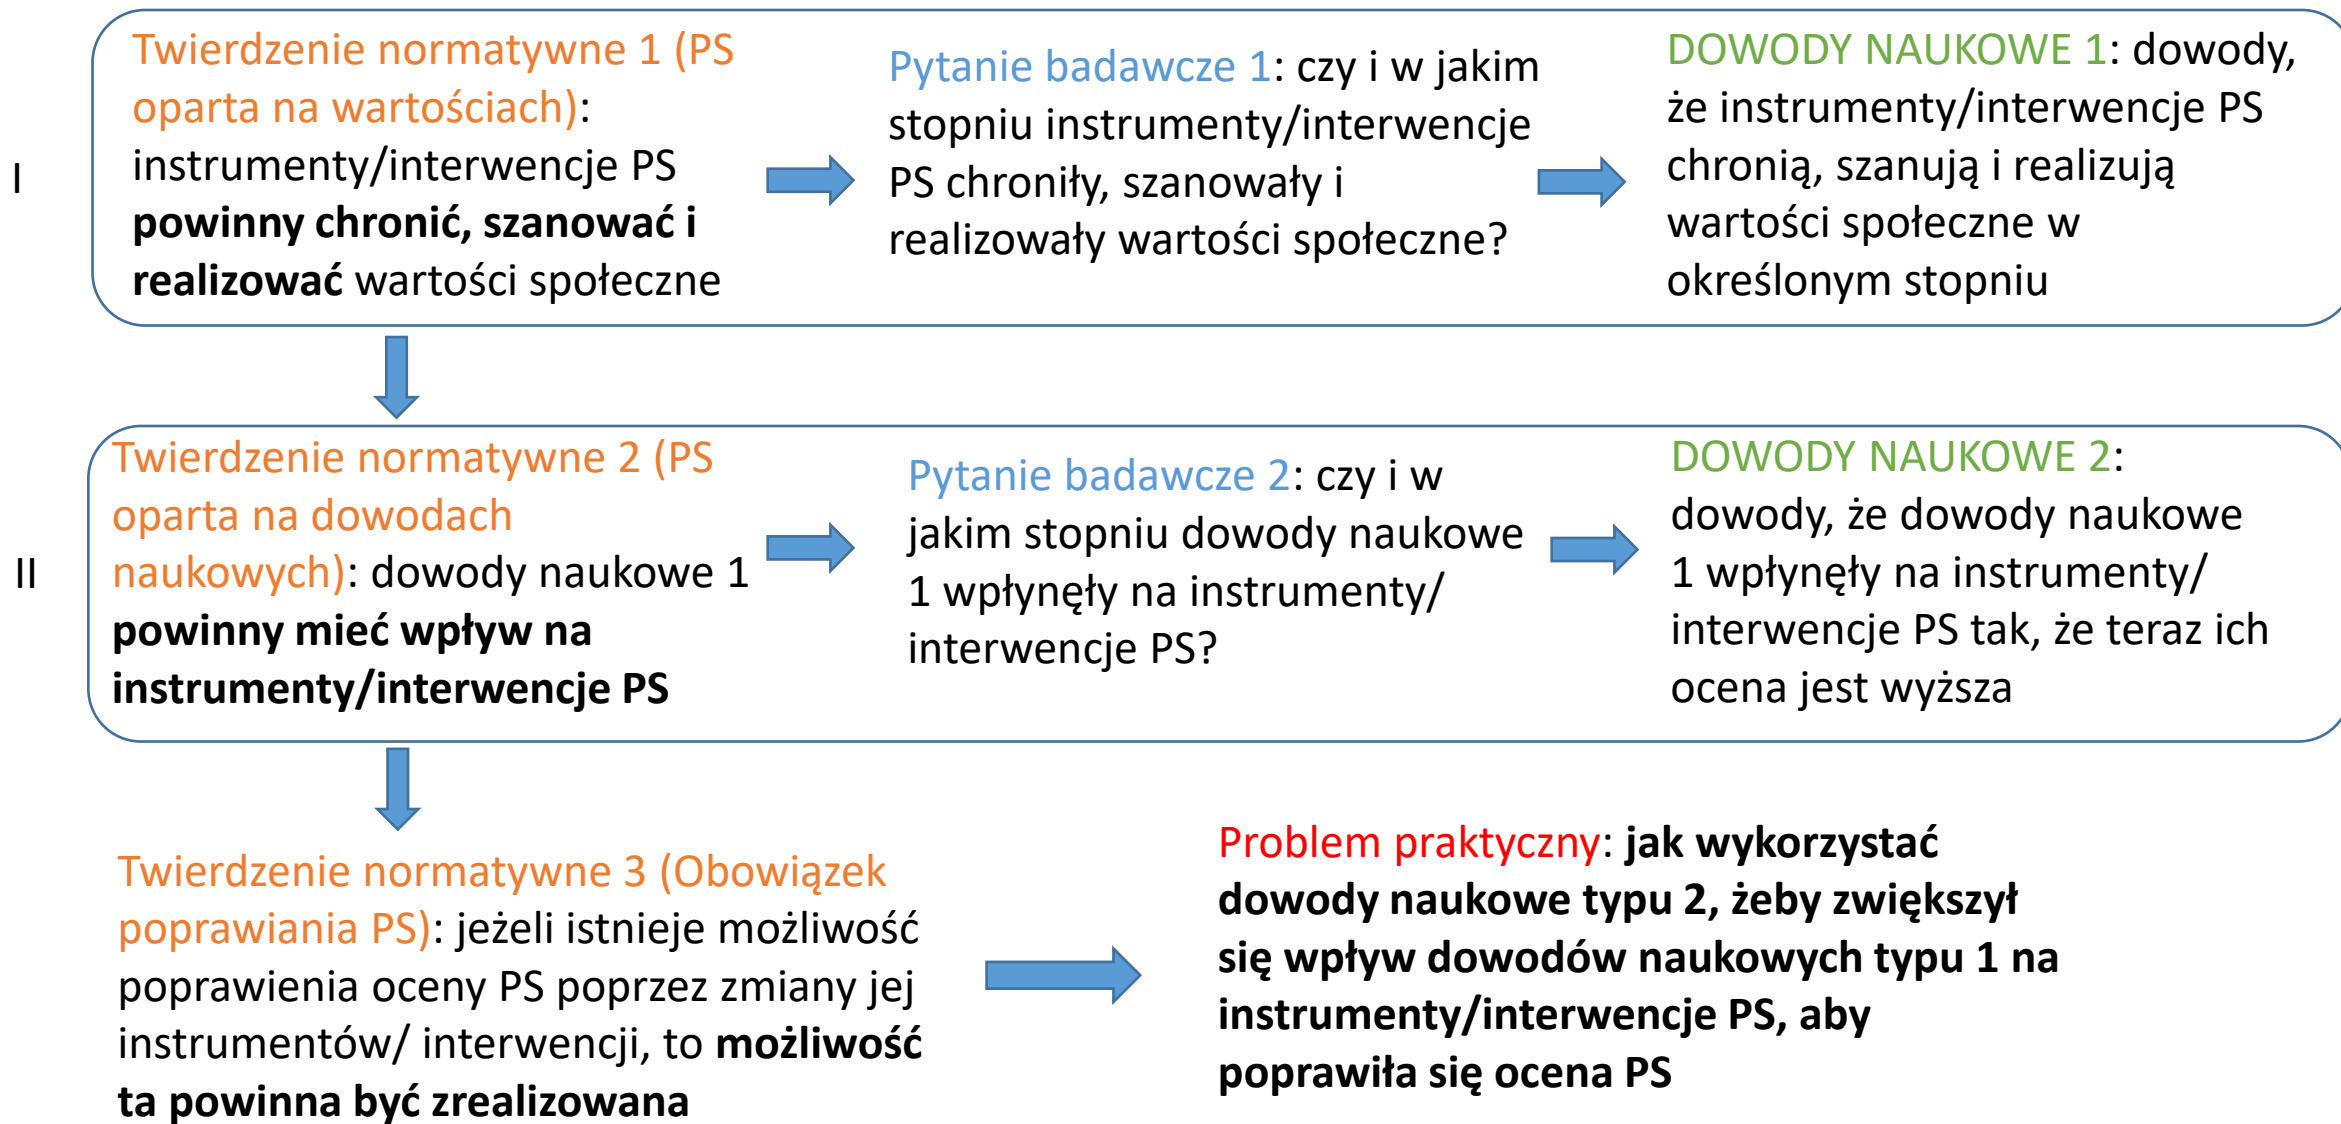 I
Twierdzenie normatywne 1 (PS
oparta na wartościach):
instrumenty/interwencje PS
powinny chronić, szanować i
realizować wartości społeczne
Pytanie badawcze 1: czy i w jakim
stopniu instrumenty/interwencje
PS chroniły, szanowały i
realizowały wartości społeczne?
DOWODY NAUKOWE 1: dowody,
że instrumenty/interwencje PS
chronią, szanują i realizują
wartości społeczne w
określonym stopniu
II
Twierdzenie normatywne 2 (PS
oparta na dowodach
naukowych): dowody naukowe 1
powinny mieć wpływ na
instrumenty/interwencje PS
Pytanie badawcze 2: czy i w
jakim stopniu dowody naukowe
1 wpłynęły na instrumenty/
interwencje PS?
DOWODY NAUKOWE 2:
dowody, że dowody naukowe
1 wpłynęły na instrumenty/
interwencje PS tak, że teraz ich
ocena jest wyższa
Twierdzenie normatywne 3 (Obowiązek
poprawiania PS): jeżeli istnieje możliwość
poprawienia oceny PS poprzez zmiany jej
instrumentów/ interwencji, to możliwość
ta powinna być zrealizowana
Problem praktyczny: jak wykorzystać
dowody naukowe typu 2, żeby zwiększył
się wpływ dowodów naukowych typu 1 na
instrumenty/interwencje PS, aby
poprawiła się ocena PS